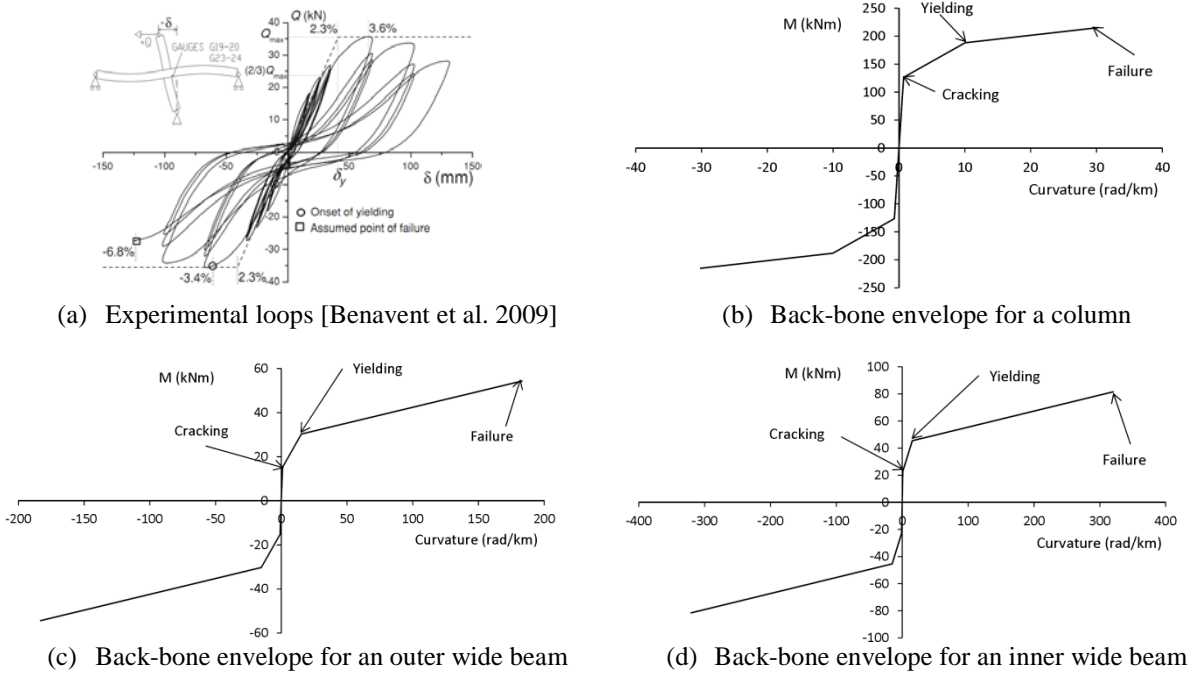 Q (kN)
40
2.3%
3.6%
Qmax
35
30
25
(2/3)Qmax
20
10
+δ
+Q
GAUGES G19-20
G23-24
-150 -100 -50 0 50 100 150
δy
δ (mm)
-10
-20
-30
-40
Onset of yielding
Assumed point of failure
-6.8%
-3.4%
2.3%
(a) Experimental loops [Benavent et al. 2009]
M (kNm)
250
200
150
100
50
0
-50
-100
-150
-200
-250
Yielding
Cracking
Failure
-40 -30 -20 -10 0 10 20 30 40
Curvature (rad/km)
(b) Back-bone envelope for a column
M (kNm)
60
40
20
0
-20
-40
-60
Yielding
Cracking
Failure
-200 -150 -100 -50 0 50 100 150 200
Curvature (rad/km)
(c) Back-bone envelope for an outer wide beam
M (kNm)
100
80
60
40
20
0
-20
-40
-60
-80
-100
Yielding
Cracking
Failure
-400 -300 -200 -100 0 100 200 300 400
Curvature (rad/km)
(d) Back-bone envelope for an inner wide beam